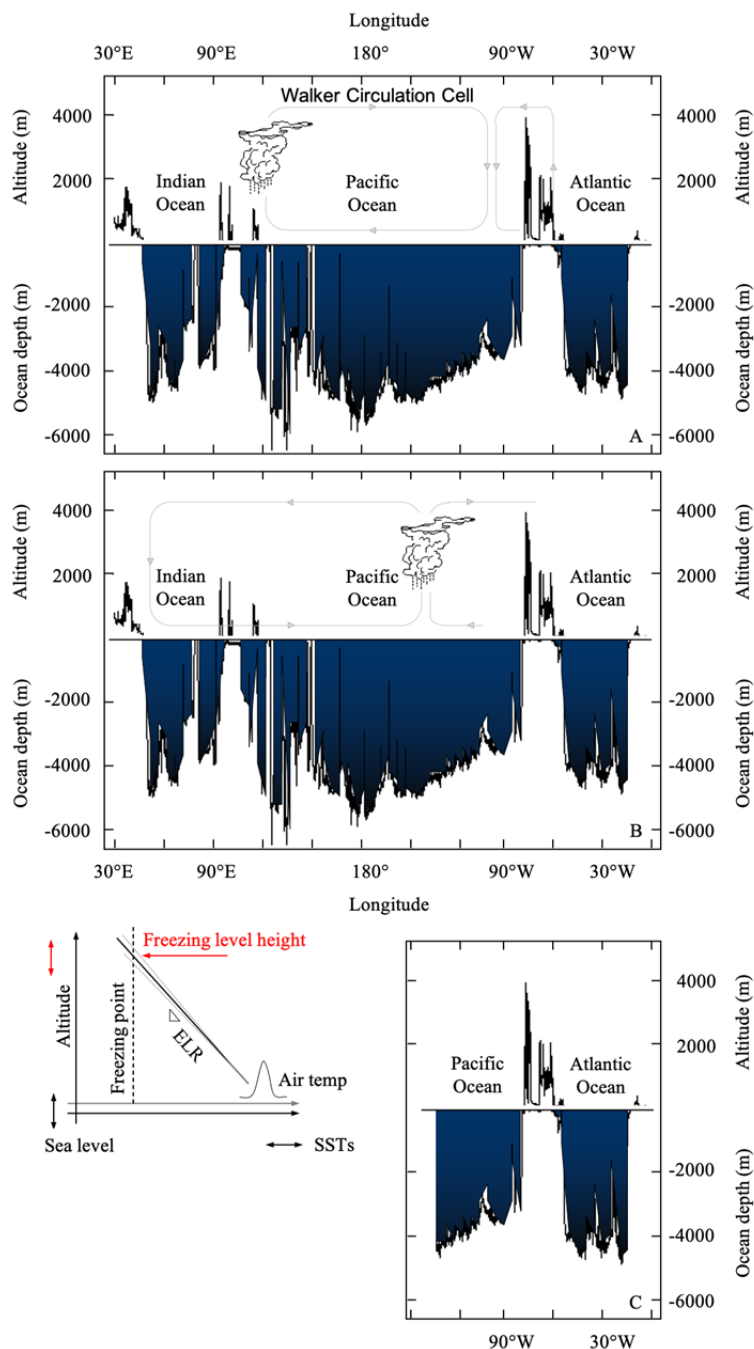 Longitude
30°E 90°E 180° 90°W 30°W
Walker Circulation Cell
Altitude (m)
4000
2000
Indian
Ocean
Pacific
Ocean
Atlantic
Ocean
4000
2000
Altitude (m)
Ocean depth (m)
-2000
-4000
-6000
-2000
-4000
-6000
Ocean depth (m)
A
Altitude (m)
4000
2000
Indian
Ocean
Pacific
Ocean
Atlantic
Ocean
4000
2000
Altitude (m)
Ocean depth (m)
-2000
-4000
-6000
-2000
-4000
-6000
Ocean depth (m)
B
30°E 90°E 180° 90°W 30°W
Longitude
Freezing level height
Altitude
Freezing point
ELR
Air temp
Sea level
SSTs
Pacific
Ocean
Atlantic
Ocean
4000
2000
Altitude (m)
-2000
-4000
-6000
Ocean depth (m)
C
90°W 30°W